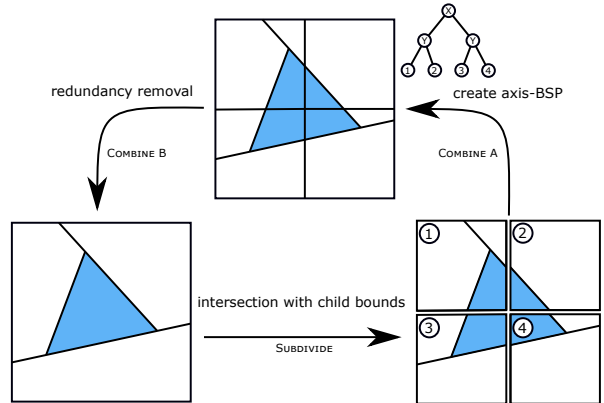 X
Y Y
1 2 3 4
redundancy removal
create axis-BSP
COMBINE B
COMBINE A
1 2
intersection with child bounds
3 4
SUBDIVIDE